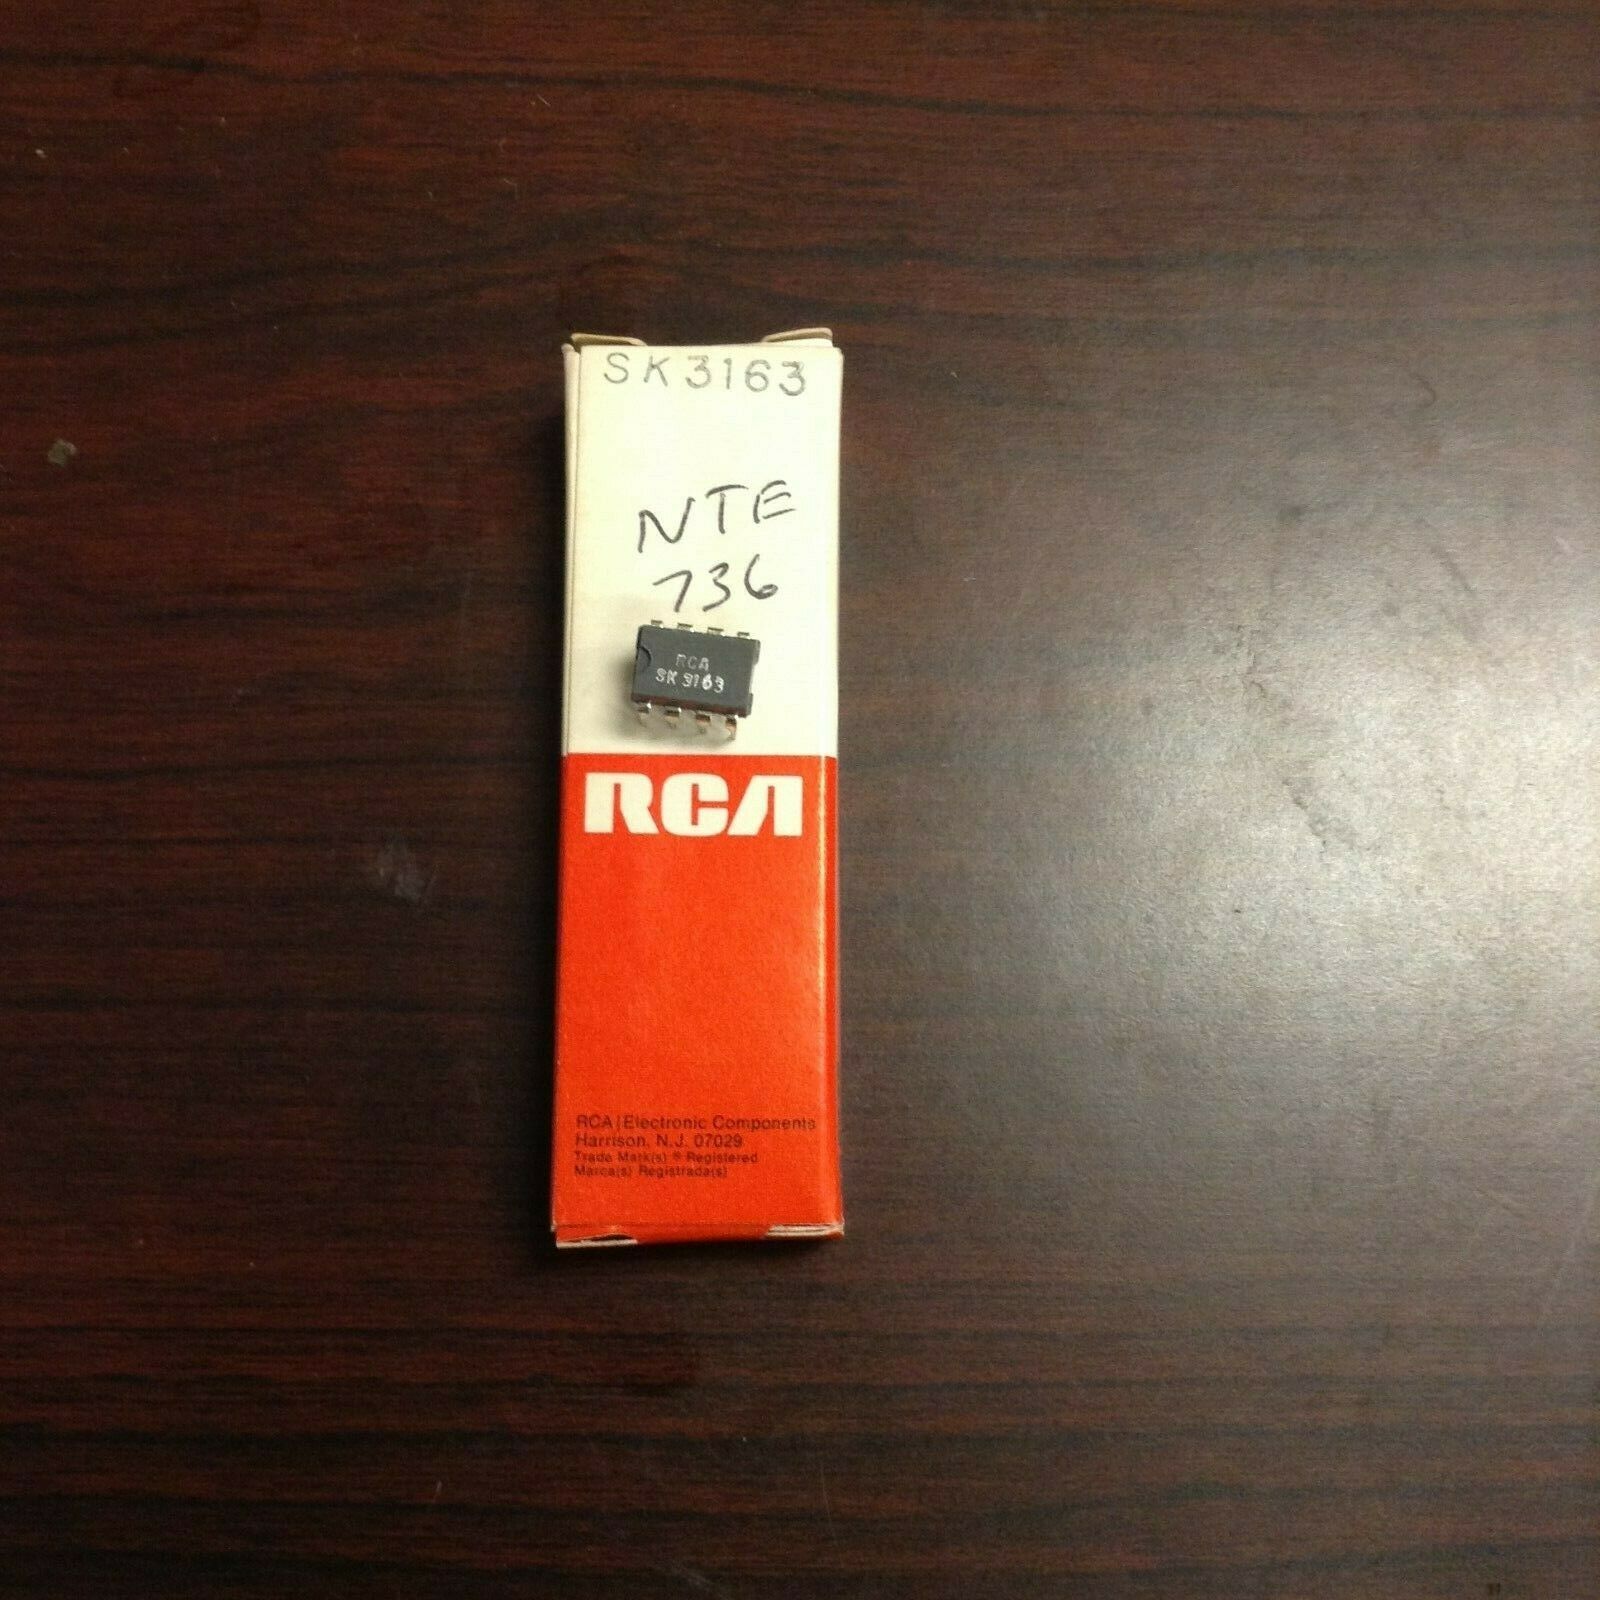 SK3163
NTE
736
RCA
SK 3163
RCA
RCA|Electronic Components
Harrison, N.J. 07029
Trade Mark(s) ® Registered
Marca(s) Registrada(s)